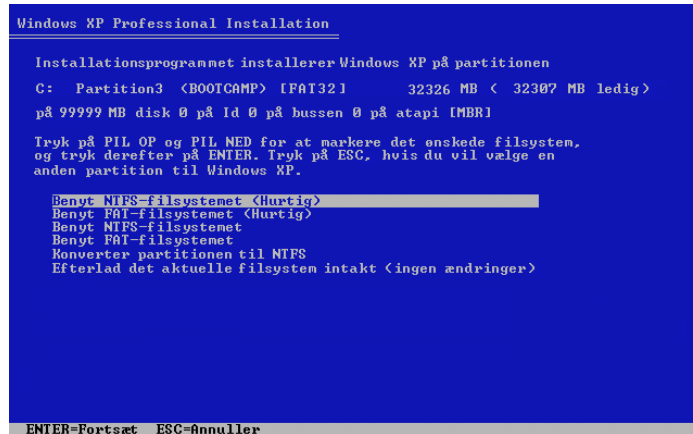 Windows XP Professional Installation
Installationsprogrammet installerer Windows XP på partitionen
C: Partition3 (BOOTCAMP) [FAT32] 32326 MB ( 32307 MB ledig)
på 99999 MB disk 0 på Id 0 på bussen 0 på atapi [MBR]
Tryk på PIL OP og PIL NED for at markere det ønskede filsystem,
og tryk derefter på ENTER. Tryk på ESC, hvis du vil vælge en
anden partition til Windows XP.
Benyt NTFS-filsystemet (Hurtig)
Benyt FAT-filsystemet (Hurtig)
Benyt NTFS-filsystemet
Benyt FAT-filsystemet
Konverter partitionen til NTFS
Efterlad det aktuelle filsystem intakt (ingen ændringer)
ENTER=Fortsæt ESC=Annuller